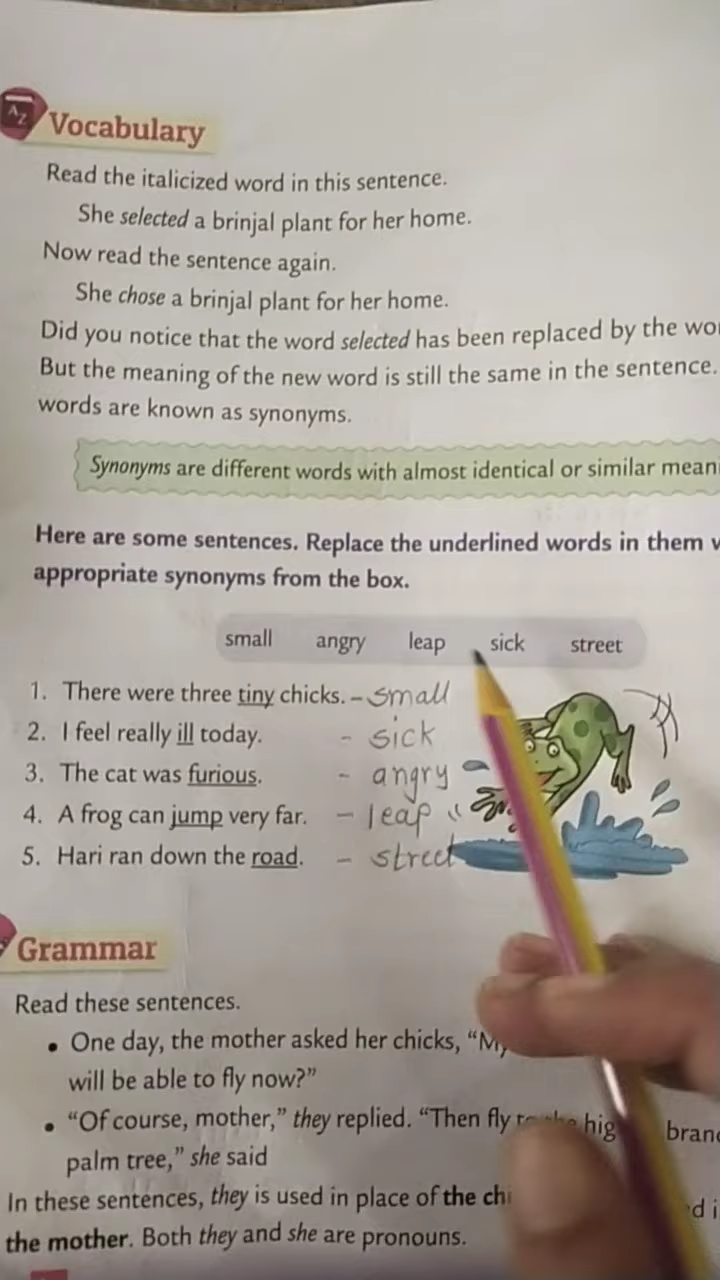 AZ
Vocabulary
Read the italicized word in this sentence.
She selected a brinjal plant for her home.
Now read the sentence again.
She chose a brinjal plant for her home.
Did you notice that the word selected has been replaced by the
But the meaning of the new word is still the same in the sentence.
words are known as synonyms.
Synonyms are different words with almost identical or similar
Here are some sentences. Replace the underlined words in them
appropriate synonyms from the box.
small angry leap sick street
1. There were three tiny chicks. – small
2. I feel really ill today. – sick
3. The cat was furious. – angry
4. A frog can jump very far. – leap
5. Hari ran down the road. – street
Grammar
Read these sentences.
• One day, the mother asked her chicks, “
will be able to fly now?”
• “Of course, mother,” they replied. “Then fly
palm tree,” she said
In these sentences, they is used in place of the
the mother. Both they and she are pronouns.